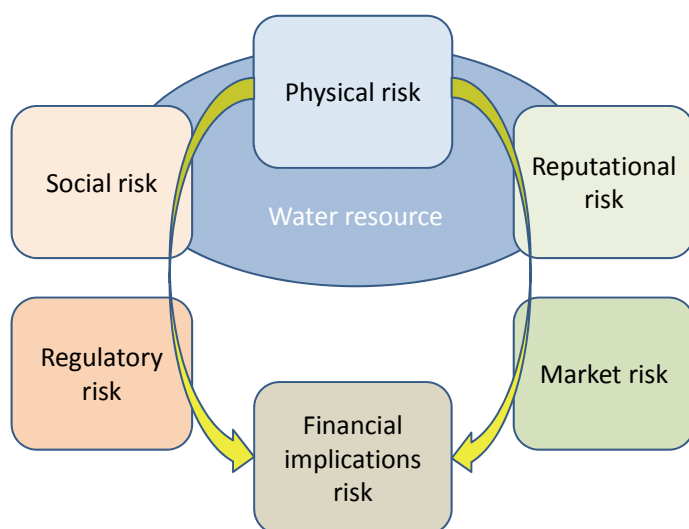 Physical risk
Social risk
Reputational
risk
Water resource
Regulatory
risk
Market risk
Financial
implications
risk